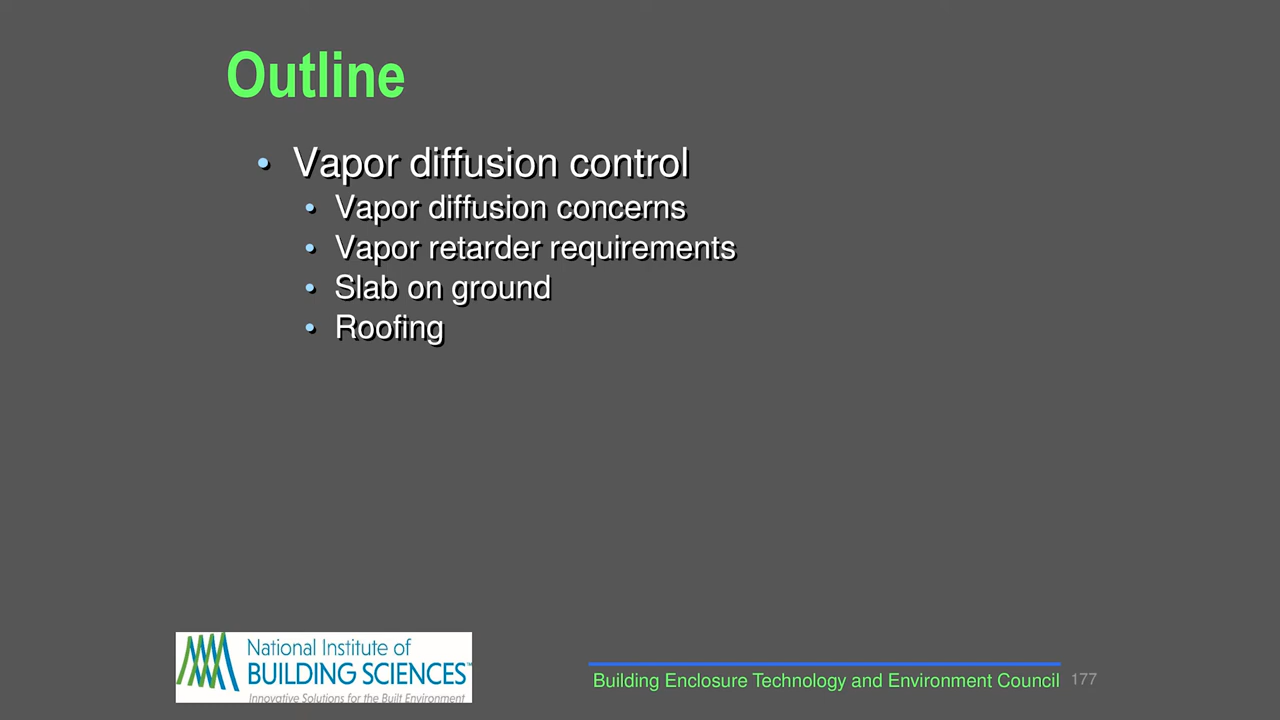 Outline
• Vapor diffusion control
• Vapor diffusion concerns
• Vapor retarder requirements
• Slab on ground
• Roofing
National Institute of
BUILDING SCIENCES™
Innovative Solutions for the Built Environment
Building Enclosure Technology and Environment Council 177